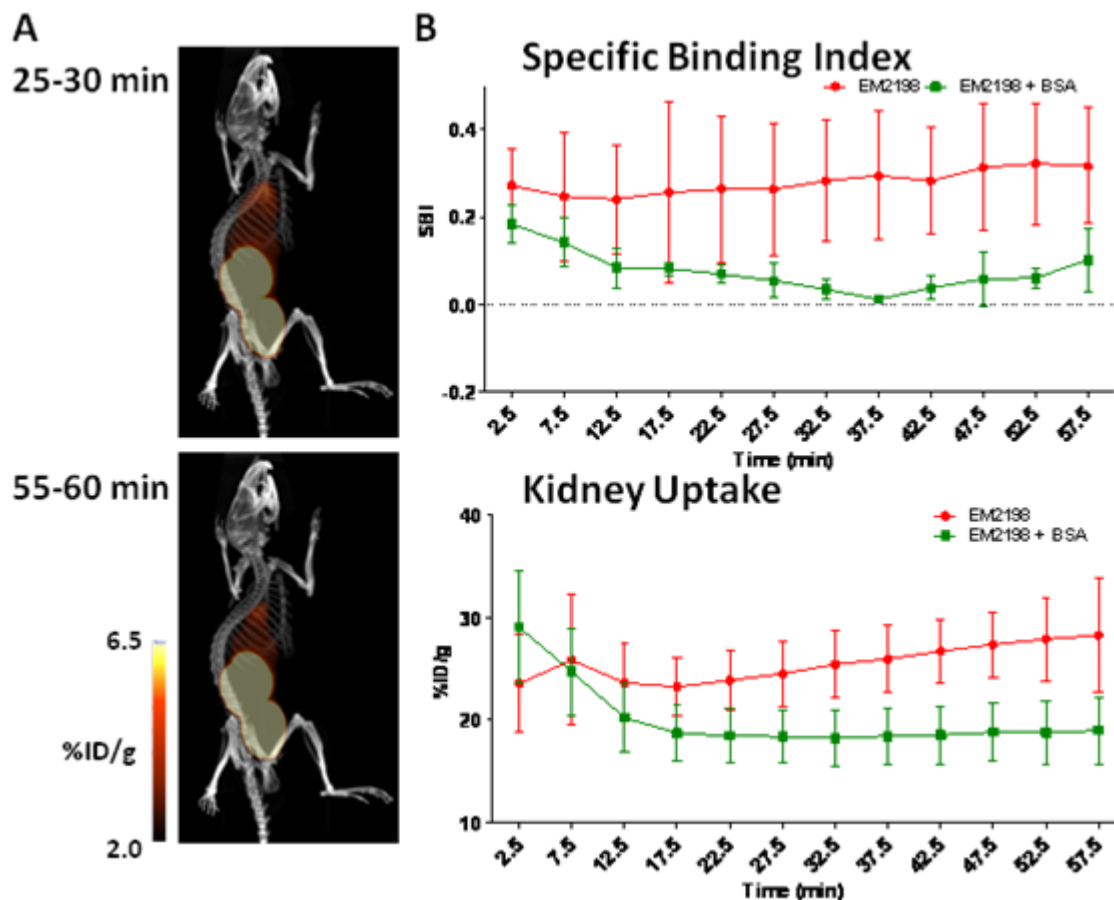 A
25-30 min
55-60 min
6.5
%ID/g
2.0
B
Specific Binding Index
EM2198 EM2198 + BSA
0.4
0.2
0.0
-0.2
SBI
2.5 7.5 12.5 17.5 22.5 27.5 32.5 37.5 42.5 47.5 52.5 57.5
Time (min)
Kidney Uptake
EM2198
EM2198 + BSA
40
30
20
10
%ID/g
2.5 7.5 12.5 17.5 22.5 27.5 32.5 37.5 42.5 47.5 52.5 57.5
Time (min)